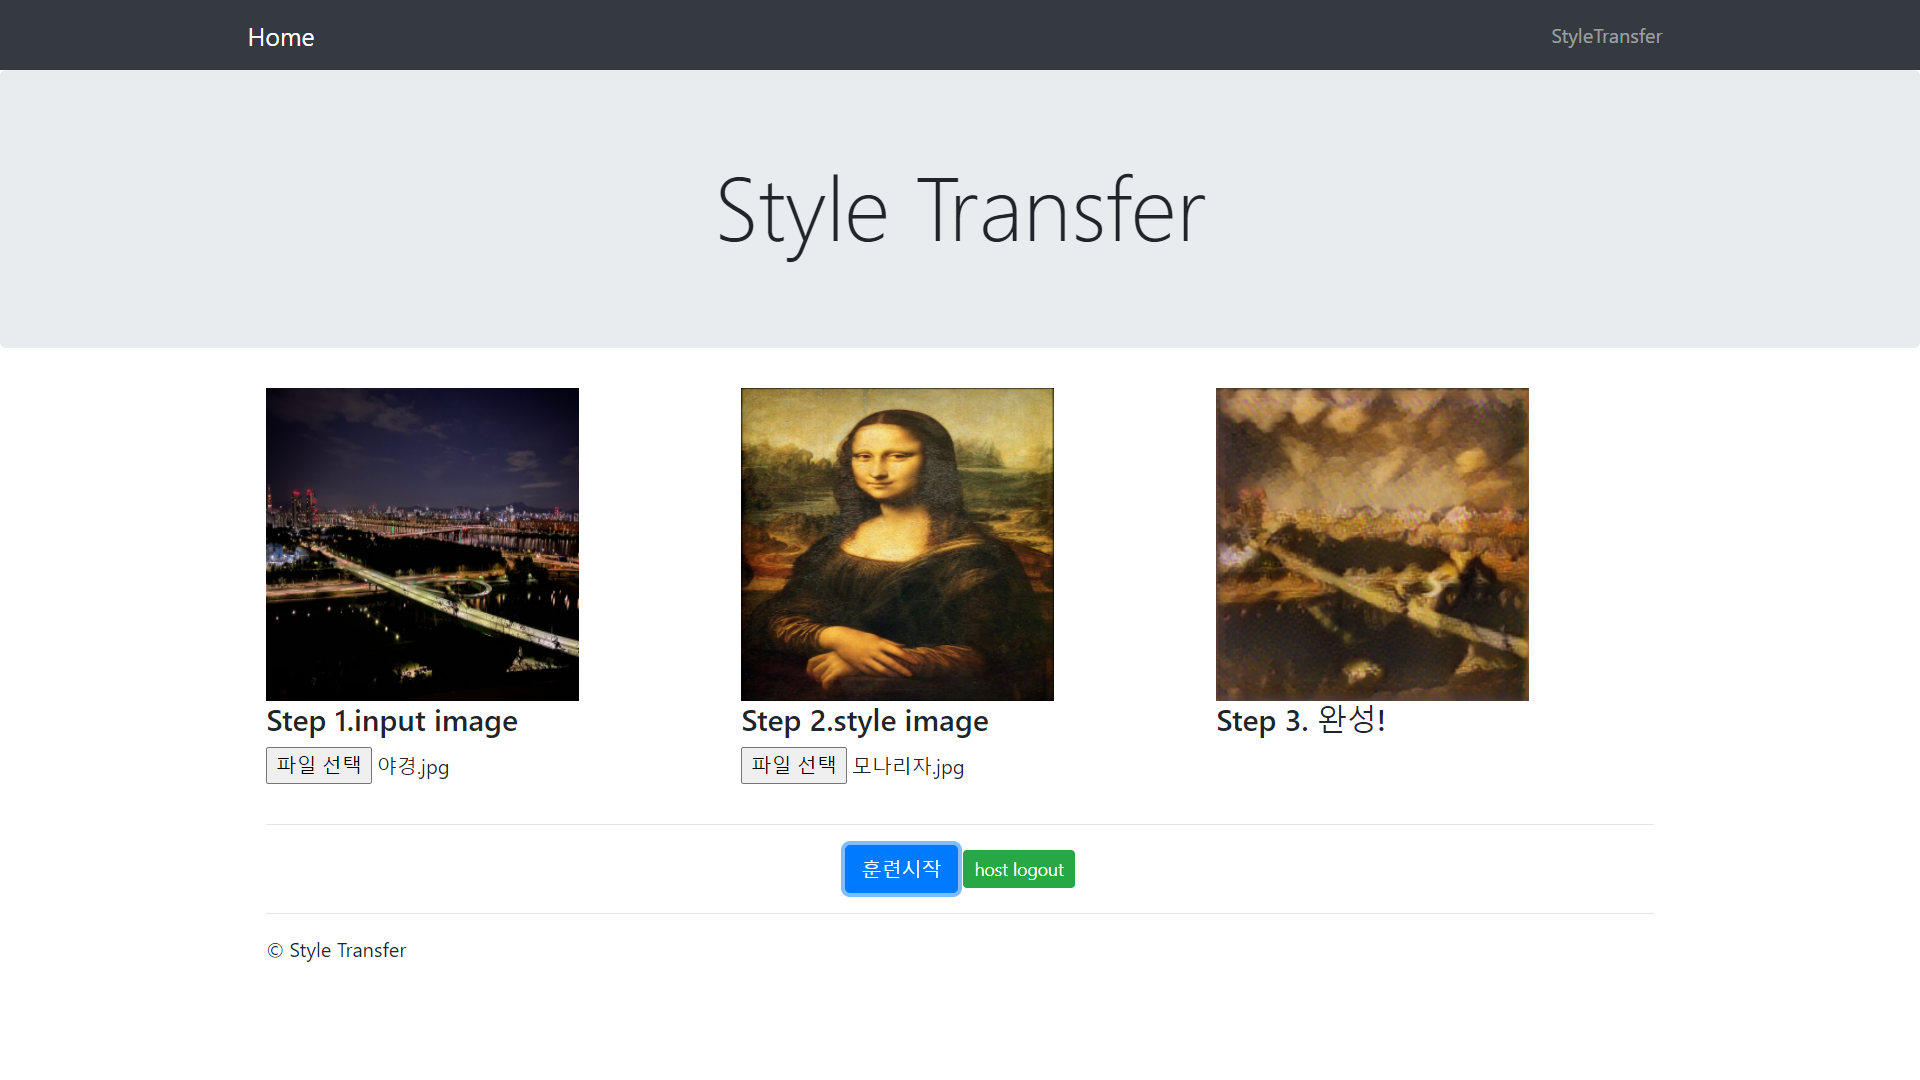 Home
StyleTransfer
Style Transfer
Step 1.input image
파일 선택 야경.jpg
Step 2.style image
파일 선택 모나리자.jpg
Step 3. 완성!
훈련시작
host logout
© Style Transfer